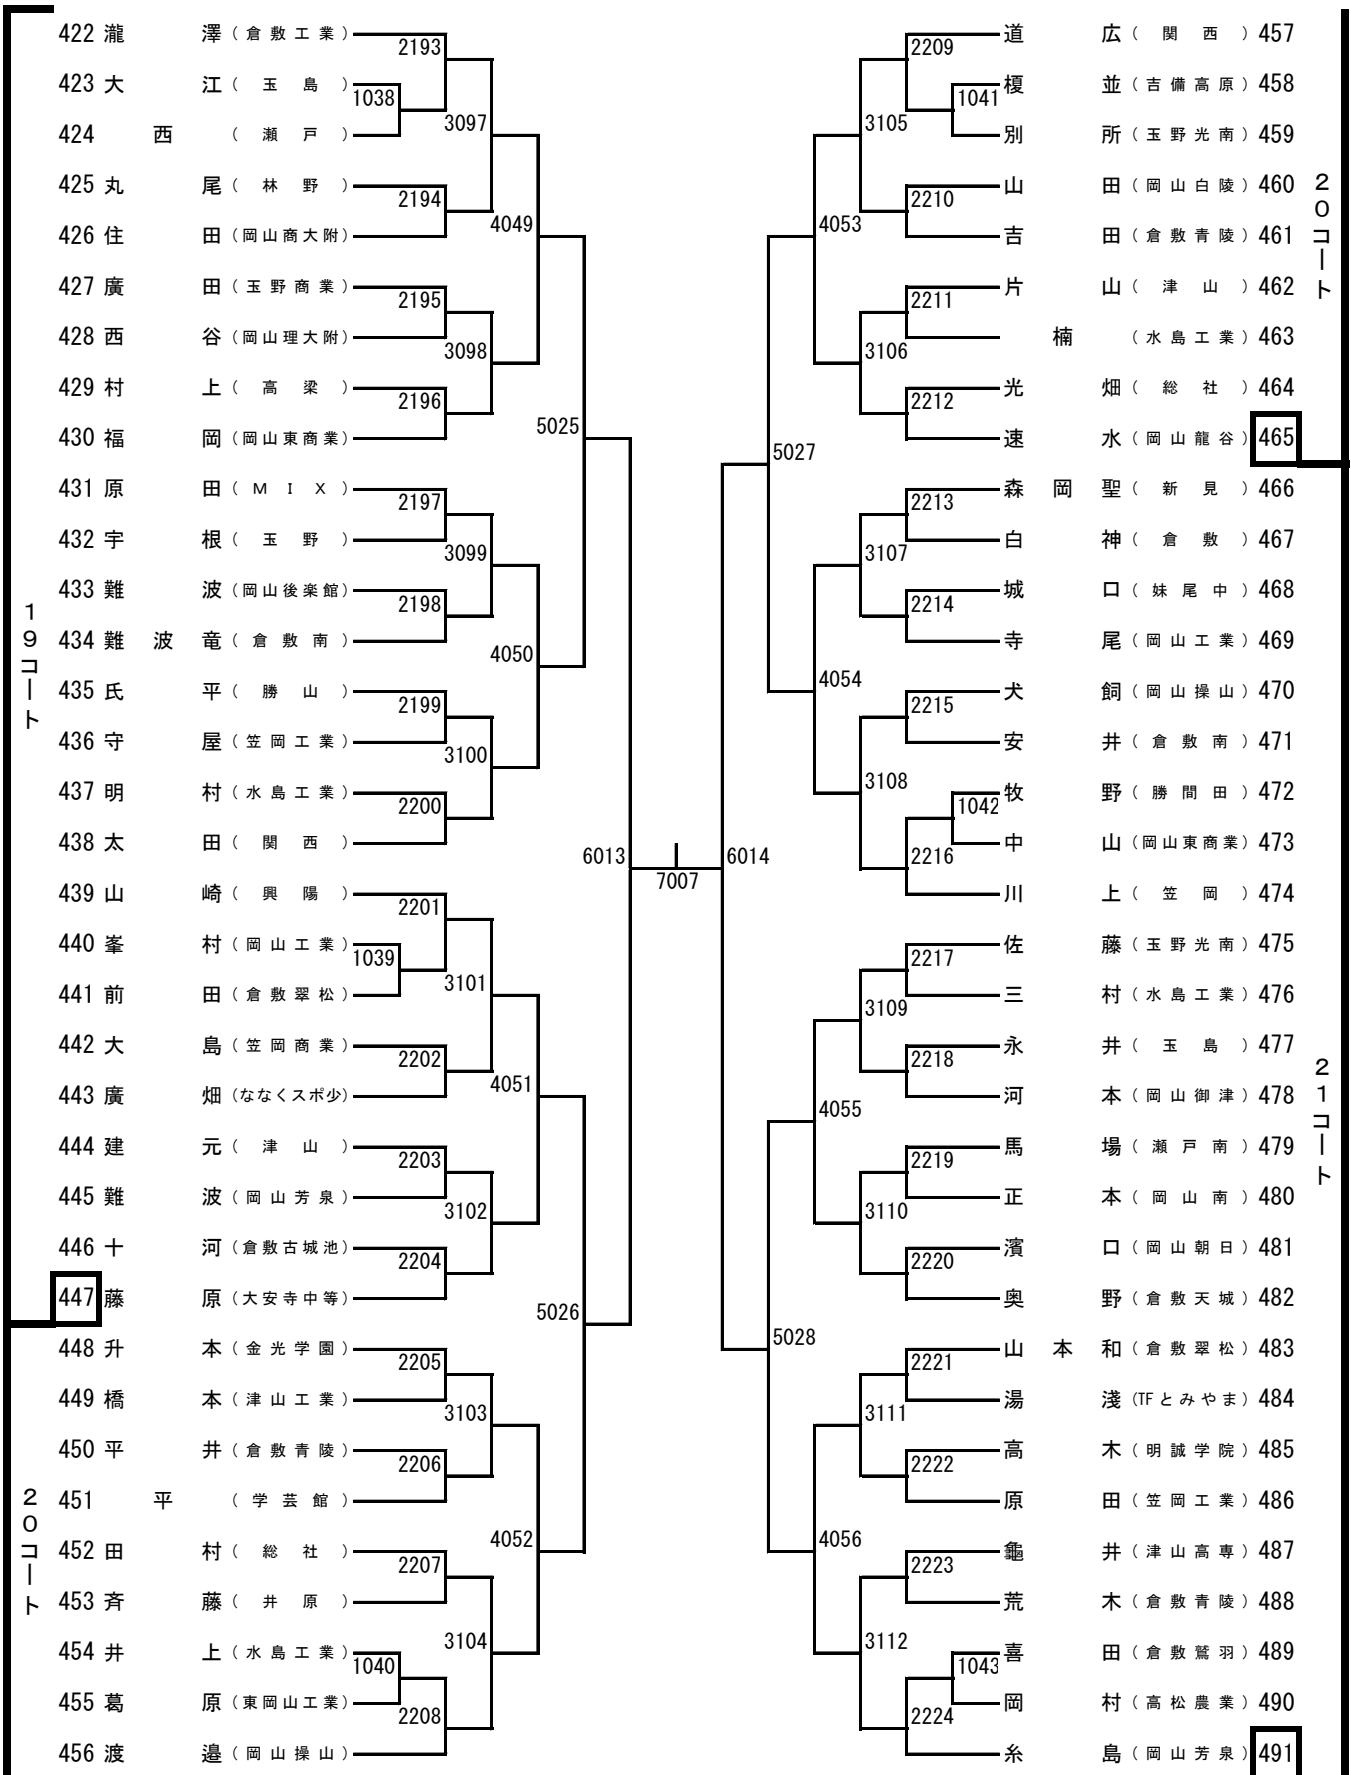 422 瀧 澤 (倉敷工業)
423 大 江 (玉島)
424 西 (瀬戸)
425 丸 尾 (林野)
426 住 田 (岡山商大附)
427 廣 田 (玉野商業)
428 西 谷 (岡山理大附)
429 村 上 (高梁)
430 福 岡 (岡山東商業)
431 原 田 (MIX)
432 宇 根 (玉野)
433 難 波 (岡山後楽館)
434 難 波 竜 (倉敷南)
435 氏 平 (勝山)
436 守 屋 (笠岡工業)
437 明 村 (水島工業)
438 太 田 (関西)
439 山 崎 (興陽)
440 峯 村 (岡山工業)
441 前 田 (倉敷翠松)
442 大 島 (笠岡商業)
443 廣 畑 (ななくスポ少)
444 建 元 (津山)
445 難 波 (岡山芳泉)
446 十 河 (倉敷古城池)
447 藤 原 (大安寺中等)
448 升 本 (金光学園)
449 橋 本 (津山工業)
450 平 井 (倉敷青陵)
451 平 (学芸館)
452 田 村 (総社)
453 斉 藤 (井原)
454 井 上 (水島工業)
455 葛 原 (東岡山工業)
456 渡 邉 (岡山操山)
19コート
20コート
1038
1039
1040
2193
2194
2195
2196
2197
2198
2199
2200
2201
2202
2203
2204
2205
2206
2207
2208
3097
3098
3099
3100
3101
3102
3103
3104
4049
4050
4051
4052
5025
5026
6013
7007
6014
5027
5028
4053
4054
4055
4056
3105
3106
3107
3108
3109
3110
3111
3112
2209
2210
2211
2212
2213
2214
2215
2216
2217
2218
2219
2220
2221
2222
2223
2224
1041
1042
1043
道 広 (関西) 457
榎 並 (吉備高原) 458
別 所 (玉野光南) 459
山 田 (岡山白陵) 460
吉 田 (倉敷青陵) 461
片 山 (津山) 462
楠 (水島工業) 463
光 畑 (総社) 464
速 水 (岡山龍谷) 465
森 岡 聖 (新見) 466
白 神 (倉敷) 467
城 口 (妹尾中) 468
寺 尾 (岡山工業) 469
犬 飼 (岡山操山) 470
安 井 (倉敷南) 471
牧 野 (勝間田) 472
中 山 (岡山東商業) 473
川 上 (笠岡) 474
佐 藤 (玉野光南) 475
三 村 (水島工業) 476
永 井 (玉島) 477
河 本 (岡山御津) 478
馬 場 (瀬戸南) 479
正 本 (岡山南) 480
濱 口 (岡山朝日) 481
奥 野 (倉敷天城) 482
山 本 和 (倉敷翠松) 483
湯 淺 (TFとみやま) 484
高 木 (明誠学院) 485
原 田 (笠岡工業) 486
龜 井 (津山高専) 487
荒 木 (倉敷青陵) 488
喜 田 (倉敷鷲羽) 489
岡 村 (高松農業) 490
糸 島 (岡山芳泉) 491
20コート
21コート